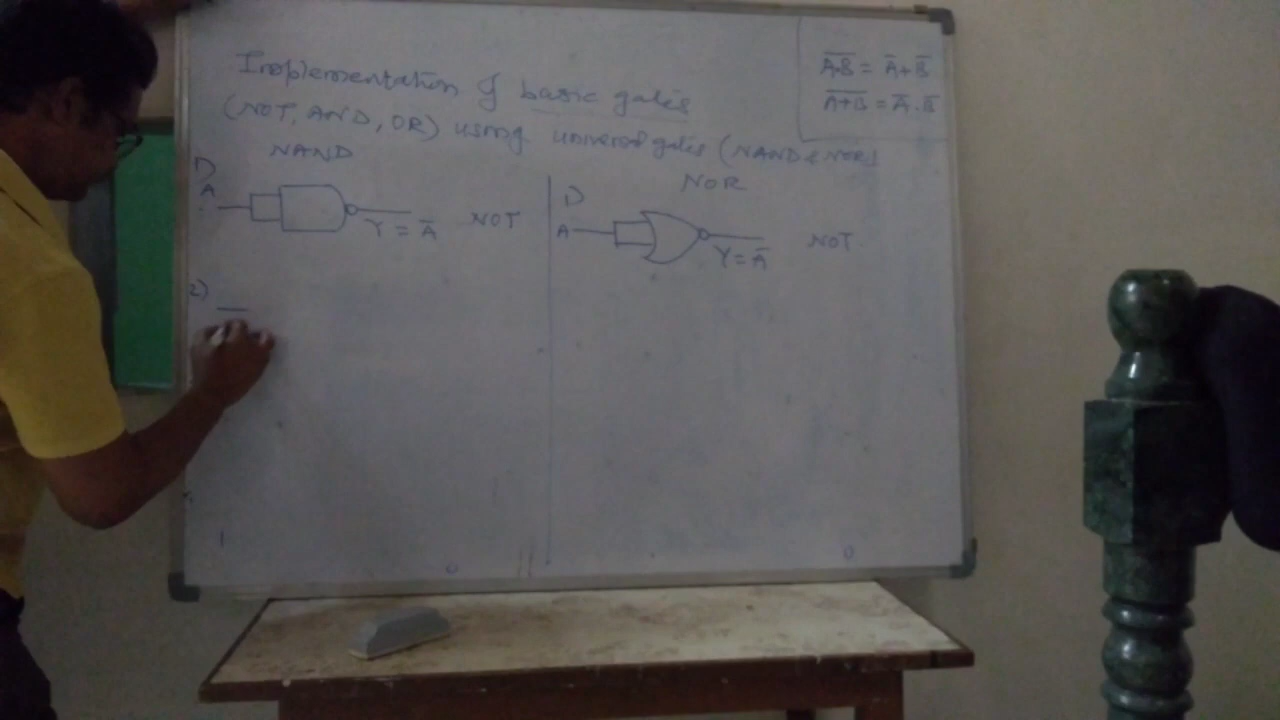 Implementation of basic gates
(NOT, AND, OR) using universal gates (NAND & NOR)
A̅.̅B̅ = A̅ + B̅
A̅+̅B̅ = A̅ . B̅
NAND
1)
A
Y = A̅
NOT
2)
NOR
1)
A
Y = A̅
NOT